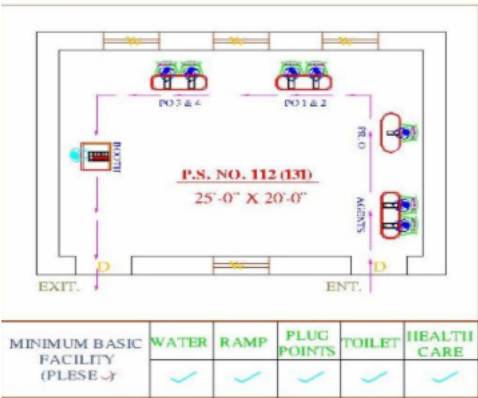 W W W
PO 3 & 4 PO 1 & 2
PR.O
BOOTH
P.S. NO. 112 (131)
25'-0" X 20'-0"
AGENTS
D W D
EXIT. ENT.
MINIMUM BASIC
FACILITY
(PLESE ✓)
WATER RAMP PLUG
POINTS TOILET HEALTH
CARE
✓ ✓ ✓ ✓ ✓